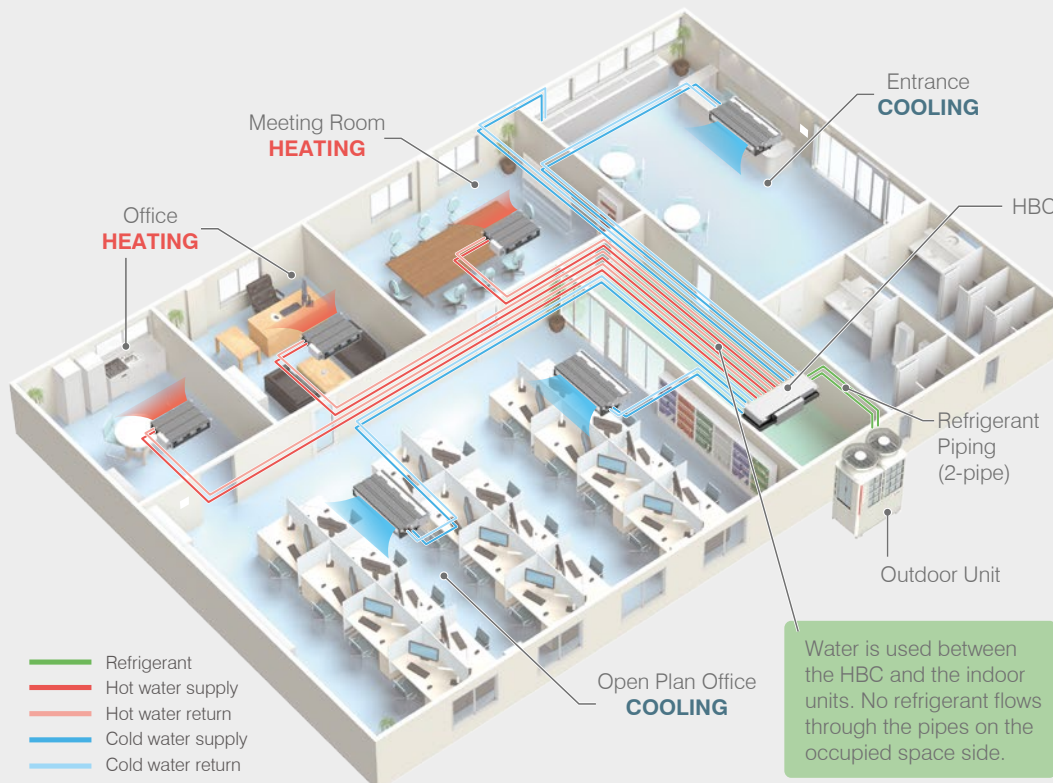 Entrance
COOLING
Meeting Room
HEATING
HBC
Office
HEATING
Refrigerant
Piping
(2-pipe)
Outdoor Unit
Open Plan Office
COOLING
Refrigerant
Hot water supply
Hot water return
Cold water supply
Cold water return
Water is used between
the HBC and the indoor
units. No refrigerant flows
through the pipes on the
occupied space side.